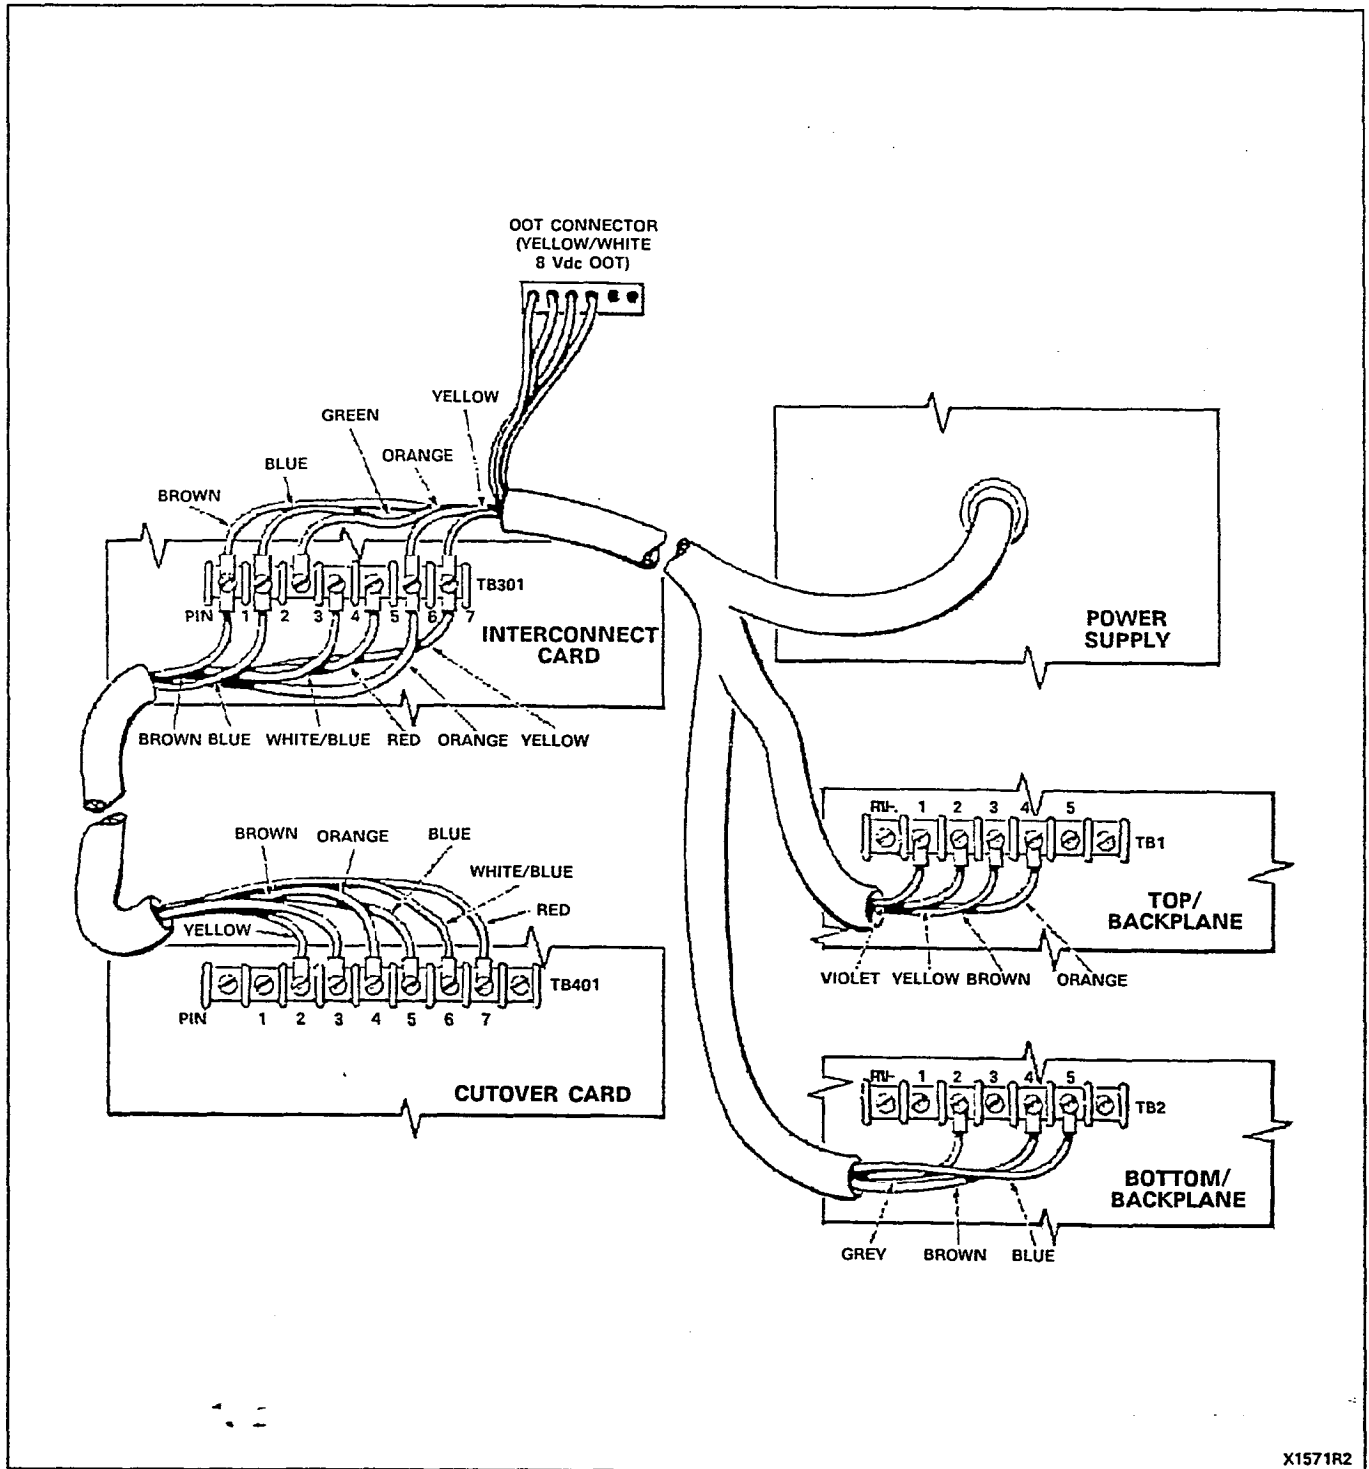 OOT CONNECTOR
(YELLOW/WHITE
8 Vdc OOT)
YELLOW
GREEN
ORANGE
BLUE
BROWN
TB301
PIN 1 2 3 4 5 6 7
INTERCONNECT
CARD
BROWN BLUE WHITE/BLUE RED ORANGE YELLOW
POWER
SUPPLY
BROWN ORANGE BLUE
WHITE/BLUE
RED
YELLOW
TB401
PIN 1 2 3 4 5 6 7
CUTOVER CARD
1 2 3 4 5
TB1
TOP/
BACKPLANE
VIOLET YELLOW BROWN ORANGE
1 2 3 4 5
TB2
BOTTOM/
BACKPLANE
GREY BROWN BLUE
X1571R2